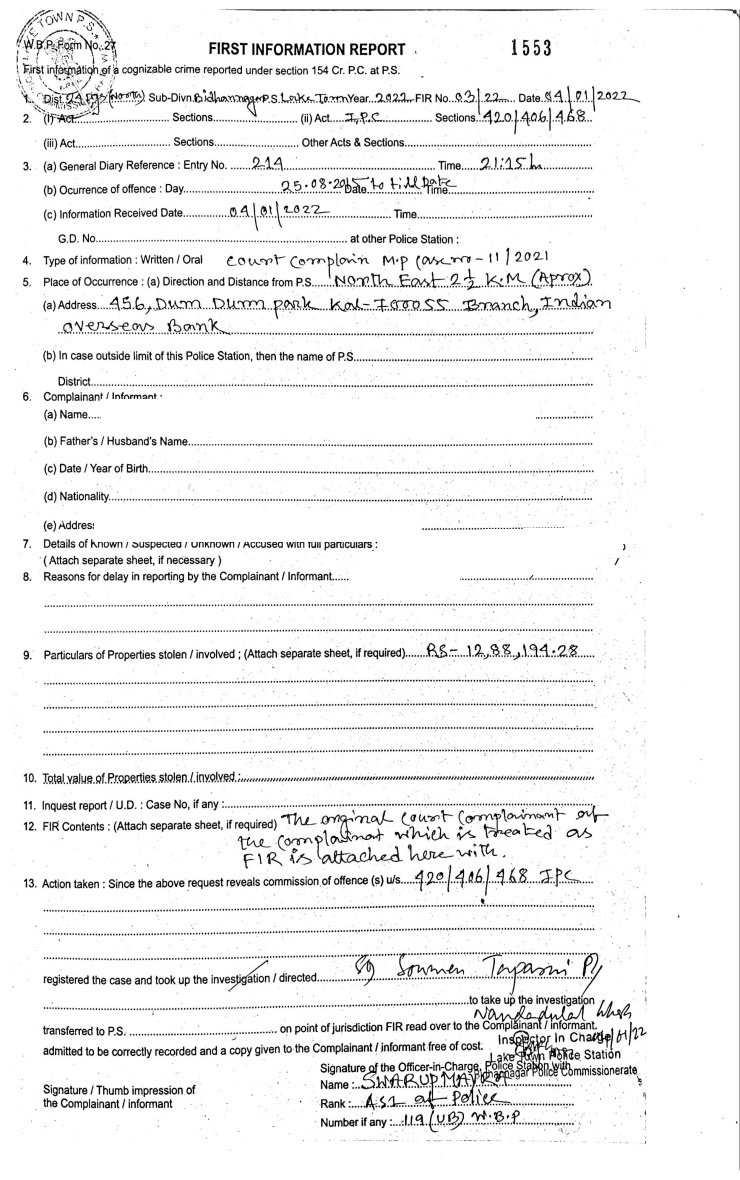 TOWN P.S.
W.B.P. Form No. 27
FIRST INFORMATION REPORT
1553
First information of a cognizable crime reported under section 154 Cr. P.C. at P.S.
1. Dist. 24 Pgs (North) Sub-Divn. Bidhannagar P.S. Lake Town Year 2022 FIR No. 03/22 Date 04/01/2022
2. (I) Act Sections (ii) Act I.P.C Sections 420/406/468
(iii) Act Sections Other Acts & Sections
3. (a) General Diary Reference : Entry No. 214 Time 21:15 h
(b) Ocurrence of offence : Day 25-08-2015 Date to till Date Time
(c) Information Received Date 04/01/2022 Time
G.D. No. at other Police Station :
4. Type of information : Written / Oral Court Complain M.P Case no - 11/2021
5. Place of Occurrence : (a) Direction and Distance from P.S. North East 2½ K.M (Aprox)
(a) Address 456, Dum Dum park Kol-700055 Branch, Indian
overseas Bank
(b) In case outside limit of this Police Station, then the name of P.S.
District
6. Complainant / Informant :
(a) Name
(b) Father's / Husband's Name
(c) Date / Year of Birth
(d) Nationality
(e) Address
7. Details of known / Suspected / Unknown / Accused with full particulars :
( Attach separate sheet, if necessary )
8. Reasons for delay in reporting by the Complainant / Informant
9. Particulars of Properties stolen / involved ; (Attach separate sheet, if required) RS- 12,88,194.28
10. Total value of Properties stolen / involved :
11. Inquest report / U.D. : Case No, if any :
12. FIR Contents : (Attach separate sheet, if required) The original Court Complainant of
the complainat which is treated as
FIR is attached here with.
13. Action taken : Since the above request reveals commission of offence (s) u/s 420/406/468 IPC
registered the case and took up the investigation / directed Soumen
to take up the investigation
Nandadulal Ghosh
transferred to P.S. on point of jurisdiction FIR read over to the Complainant / informant.
Inspector In Charge /01/22
admitted to be correctly recorded and a copy given to the Complainant / informant free of cost.
Lake Town Police Station
Signature of the Officer-in-Charge, Police Station with
Bidhannagar Police Commissionerate
Name : SWARUP
Signature / Thumb impression of
the Complainant / informant
Rank : ASI of Police
Number if any : 119 (UB) W.B.P